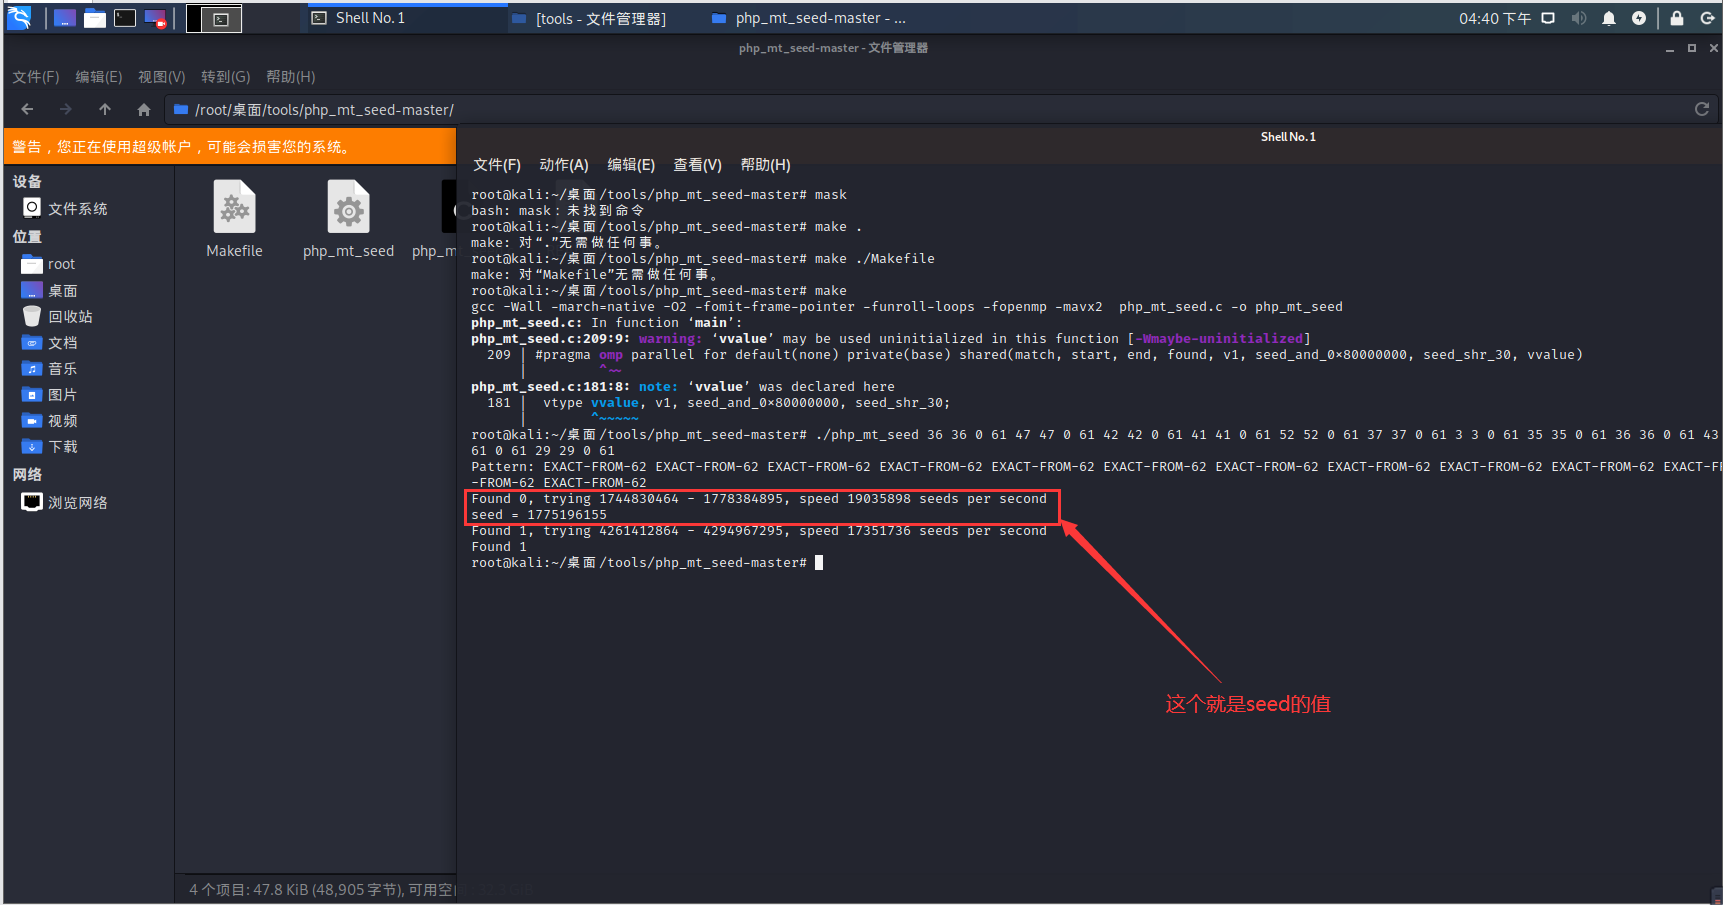 Shell No. 1
[tools - 文件管理器]
php_mt_seed-master - ...
04:40 下午
php_mt_seed-master - 文件管理器
文件(F) 编辑(E) 视图(V) 转到(G) 帮助(H)
/root/桌面/tools/php_mt_seed-master/
警告，您正在使用超级帐户，可能会损害您的系统。
设备
文件系统
位置
root
桌面
回收站
文档
音乐
图片
视频
下载
网络
浏览网络
Makefile
php_mt_seed
php_m
4 个项目: 47.8 KiB (48,905 字节), 可用空
Shell No. 1
文件(F) 动作(A) 编辑(E) 查看(V) 帮助(H)
root@kali:~/桌面/tools/php_mt_seed-master# mask
bash: mask：未找到命令
root@kali:~/桌面/tools/php_mt_seed-master# make .
make: 对“.”无需做任何事。
root@kali:~/桌面/tools/php_mt_seed-master# make ./Makefile
make: 对“Makefile”无需做任何事。
root@kali:~/桌面/tools/php_mt_seed-master# make
gcc -Wall -march=native -O2 -fomit-frame-pointer -funroll-loops -fopenmp -mavx2  php_mt_seed.c -o php_mt_seed
php_mt_seed.c: In function ‘main’:
php_mt_seed.c:209:9: warning: ‘vvalue’ may be used uninitialized in this function [-Wmaybe-uninitialized]
209 | #pragma omp parallel for default(none) private(base) shared(match, start, end, found, v1, seed_and_0×80000000, seed_shr_30, vvalue)
| ^~~
php_mt_seed.c:181:8: note: ‘vvalue’ was declared here
181 |  vtype vvalue, v1, seed_and_0×80000000, seed_shr_30;
| ^~~~~~
root@kali:~/桌面/tools/php_mt_seed-master# ./php_mt_seed 36 36 0 61 47 47 0 61 42 42 0 61 41 41 0 61 52 52 0 61 37 37 0 61 3 3 0 61 35 35 0 61 36 36 0 61 43
61 0 61 29 29 0 61
Pattern: EXACT-FROM-62 EXACT-FROM-62 EXACT-FROM-62 EXACT-FROM-62 EXACT-FROM-62 EXACT-FROM-62 EXACT-FROM-62 EXACT-FROM-62 EXACT-FROM-62 EXACT-FROM-62 EXACT-F
-FROM-62 EXACT-FROM-62
Found 0, trying 1744830464 - 1778384895, speed 19035898 seeds per second
seed = 1775196155
Found 1, trying 4261412864 - 4294967295, speed 17351736 seeds per second
Found 1
root@kali:~/桌面/tools/php_mt_seed-master#
这个就是seed的值